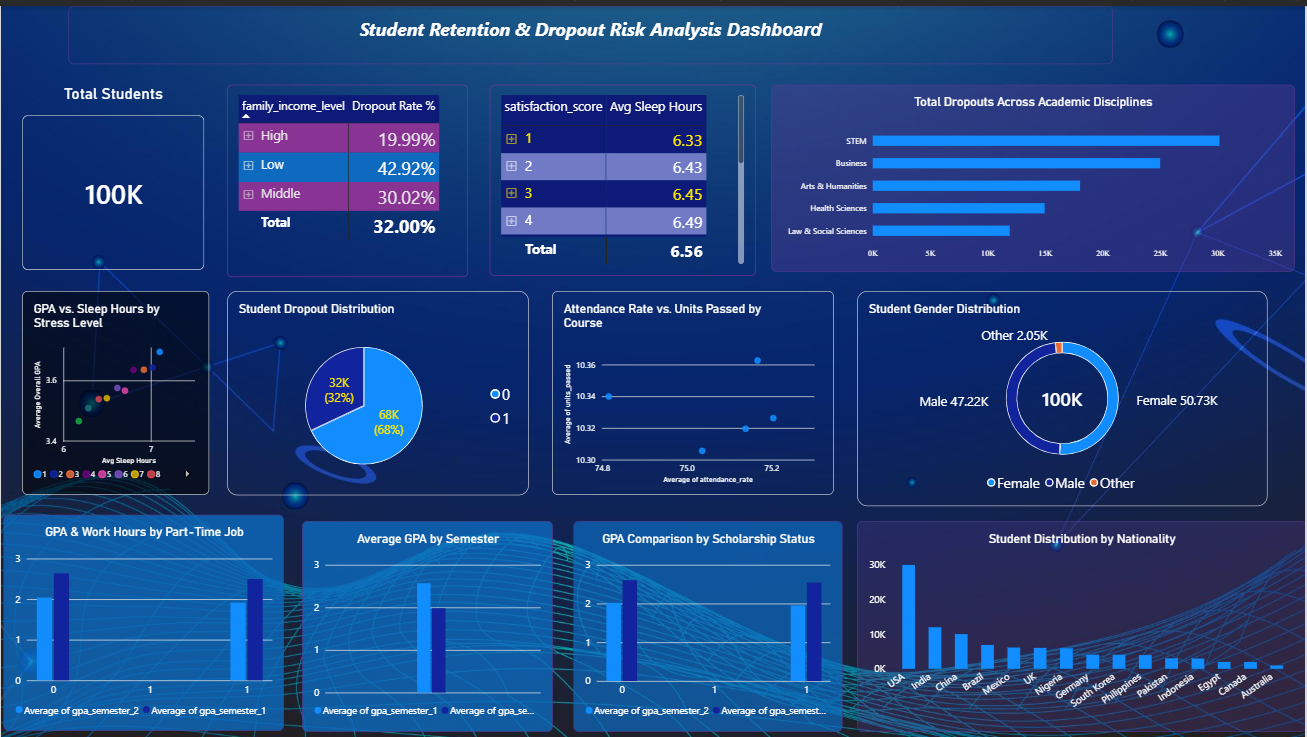 Student Retention & Dropout Risk Analysis Dashboard
Total Students
100K
family_income_level Dropout Rate %
High 19.99%
Low 42.92%
Middle 30.02%
Total 32.00%
satisfaction_score Avg Sleep Hours
1 6.33
2 6.43
3 6.45
4 6.49
Total 6.56
Total Dropouts Across Academic Disciplines
STEM
Business
Arts & Humanities
Health Sciences
Law & Social Sciences
0K 5K 10K 15K 20K 25K 30K 35K
GPA vs. Sleep Hours by
Stress Level
Average Overall GPA
3.6
3.4
6 7
Avg Sleep Hours
1 2 3 4 5 6 7 8
Student Dropout Distribution
32K
(32%)
68K
(68%)
0
1
Attendance Rate vs. Units Passed by
Course
Average of units_passed
10.36
10.34
10.32
10.30
74.8 75.0 75.2
Average of attendance_rate
Student Gender Distribution
Other 2.05K
Male 47.22K
100K
Female 50.73K
Female Male Other
GPA & Work Hours by Part-Time Job
3
2
1
0
0 1 1
Average of gpa_semester_2 Average of gpa_semester_1
Average GPA by Semester
3
2
1
0
Average of gpa_semester_1 Average of gpa_se...
GPA Comparison by Scholarship Status
3
2
1
0
0 1 1
Average of gpa_semester_2 Average of gpa_semest...
Student Distribution by Nationality
30K
20K
10K
0K
USA India China Brazil Mexico UK Nigeria Germany South Korea Philippines Pakistan Indonesia Egypt Canada Australia